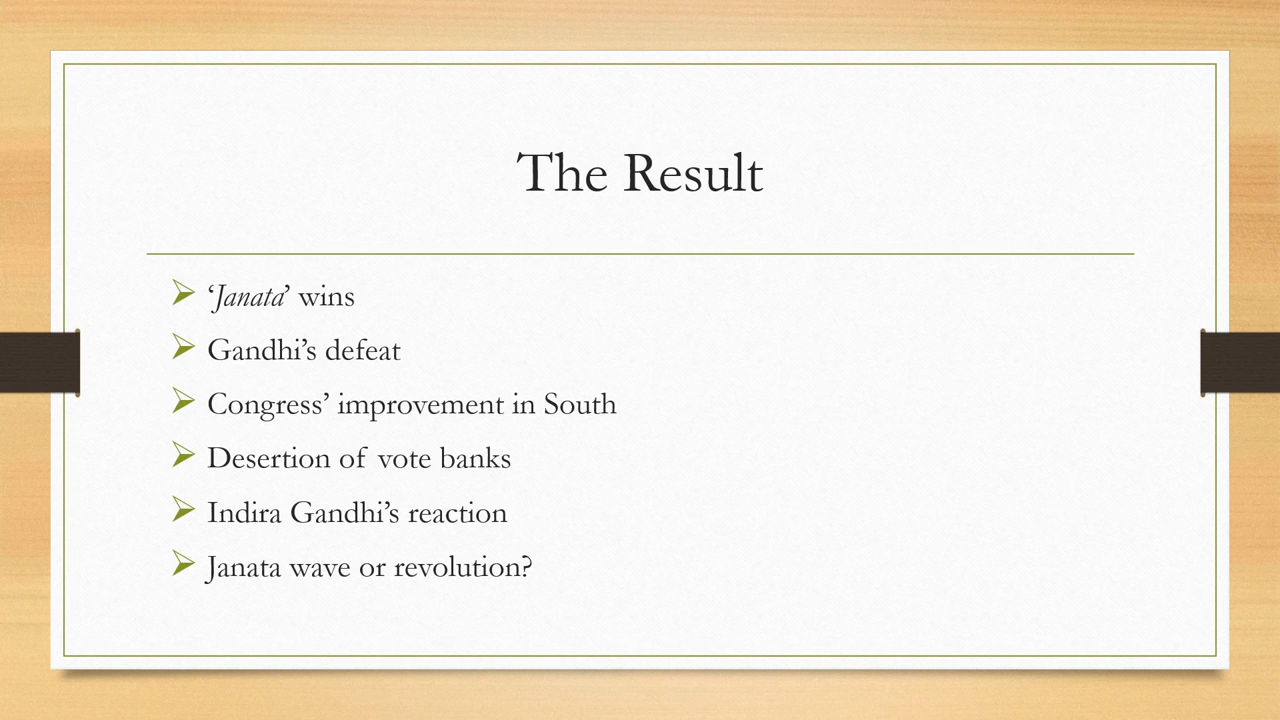 The Result
‘Janata’ wins
Gandhi’s defeat
Congress’ improvement in South
Desertion of vote banks
Indira Gandhi’s reaction
Janata wave or revolution?